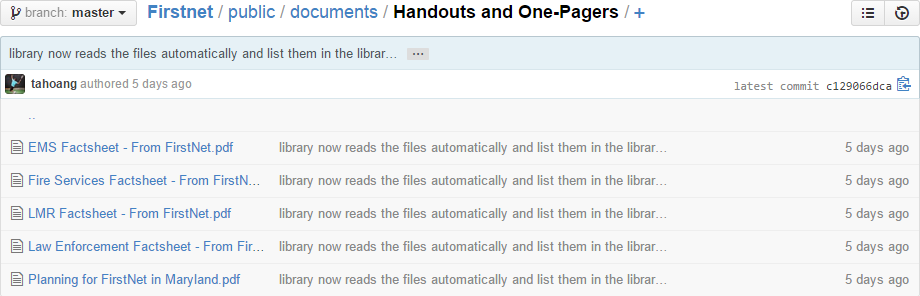 branch: master Firstnet / public / documents / Handouts and One-Pagers / +
library now reads the files automatically and list them in the librar… …
tahoang authored 5 days ago latest commit c129066dca
..
EMS Factsheet - From FirstNet.pdf library now reads the files automatically and list them in the librar… 5 days ago
Fire Services Factsheet - From FirstN… library now reads the files automatically and list them in the librar… 5 days ago
LMR Factsheet - From FirstNet.pdf library now reads the files automatically and list them in the librar… 5 days ago
Law Enforcement Factsheet - From Fir… library now reads the files automatically and list them in the librar… 5 days ago
Planning for FirstNet in Maryland.pdf library now reads the files automatically and list them in the librar… 5 days ago